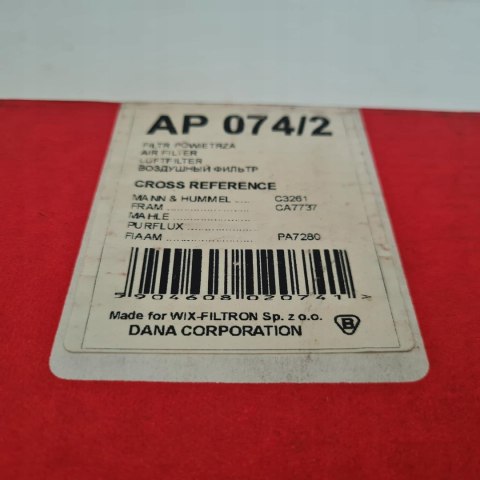 AP 074/2
FILTR POWIETRZA
AIR FILTER
LUFTFILTER
ВОЗДУШНЫЙ ФИЛЬТР
CROSS REFERENCE
MANN & HUMMEL .... C3261
FRAM ................ CA7737
MAHLE ................
PURFLUX ................
FIAAM ................ PA7280
5904608020741
Made for WIX-FILTRON Sp. z o.o.
DANA CORPORATION
B